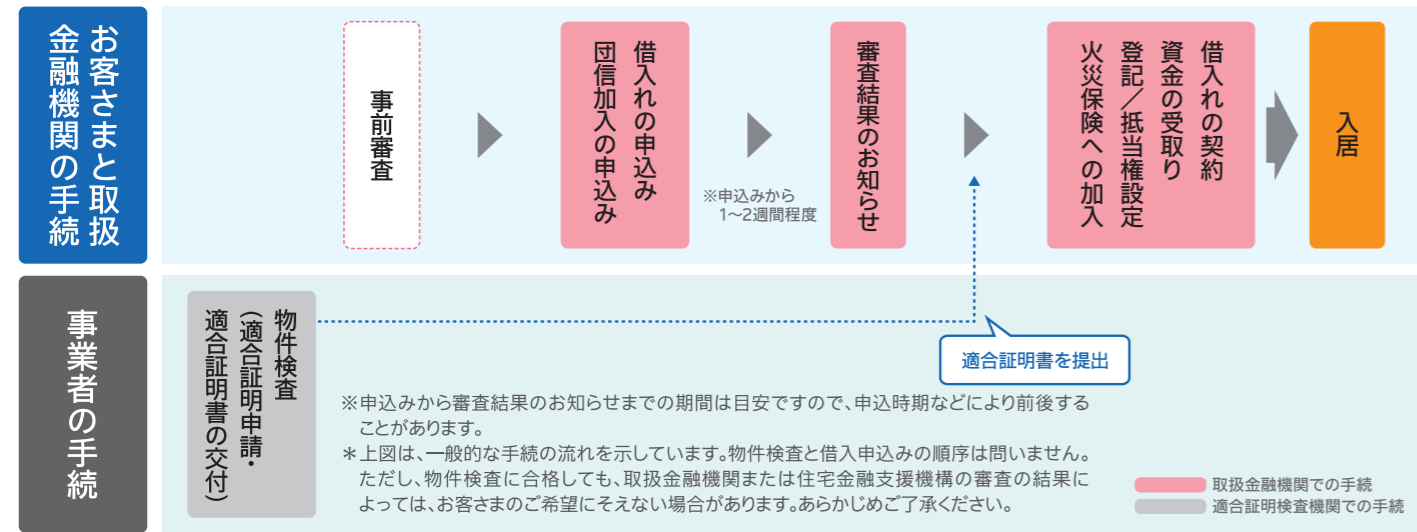 お客さまと取扱
金融機関の手続
事前審査
借入れの申込み
団信加入の申込み
※申込みから
1〜2週間程度
審査結果のお知らせ
借入れの契約
資金の受取り
登記／抵当権設定
火災保険への加入
入居
事業者の手続
物件検査
(適合証明申請・
適合証明書の交付)
適合証明書を提出
※申込みから審査結果のお知らせまでの期間は目安ですので、申込時期などにより前後する
ことがあります。
＊上図は、一般的な手続の流れを示しています。物件検査と借入申込みの順序は問いません。
ただし、物件検査に合格しても、取扱金融機関または住宅金融支援機構の審査の結果に
よっては、お客さまのご希望にそえない場合があります。あらかじめご了承ください。
取扱金融機関での手続
適合証明検査機関での手続